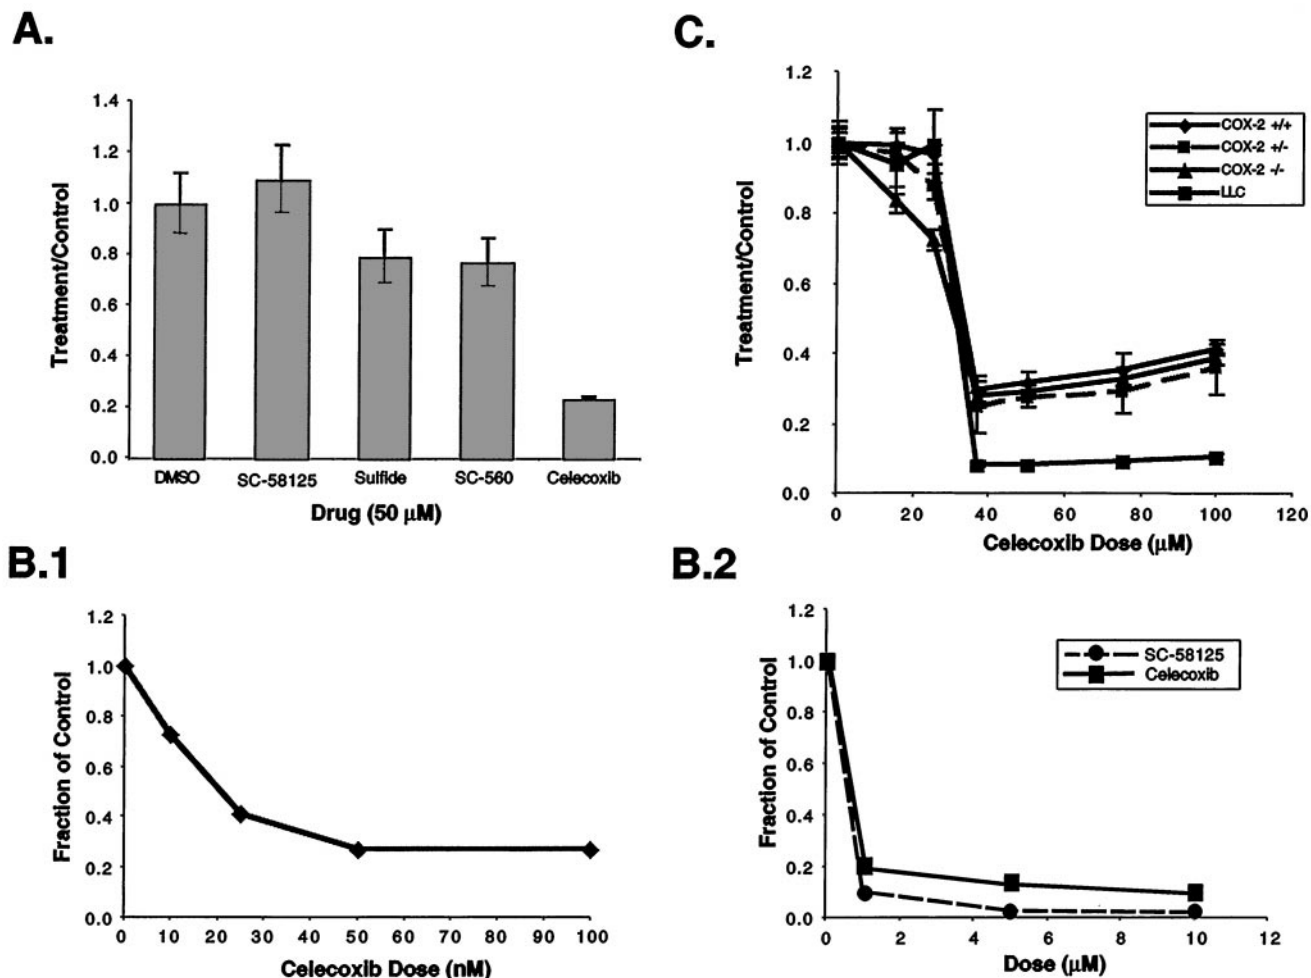 A.
1.4
1.2
1.0
0.8
0.6
0.4
0.2
0.0
Treatment/Control
DMSO
SC-58125
Sulfide
SC-560
Celecoxib
Drug (50 µM)
C.
1.2
1.0
0.8
0.6
0.4
0.2
0.0
Treatment/Control
COX-2 +/+
COX-2 +/-
COX-2 -/-
LLC
0 20 40 60 80 100 120
Celecoxib Dose (µM)
B.1
1.2
1.0
0.8
0.6
0.4
0.2
0.0
Fraction of Control
0 10 20 30 40 50 60 70 80 90 100
Celecoxib Dose (nM)
B.2
1.2
1.0
0.8
0.6
0.4
0.2
0.0
Fraction of Control
SC-58125
Celecoxib
0 2 4 6 8 10 12
Dose (µM)